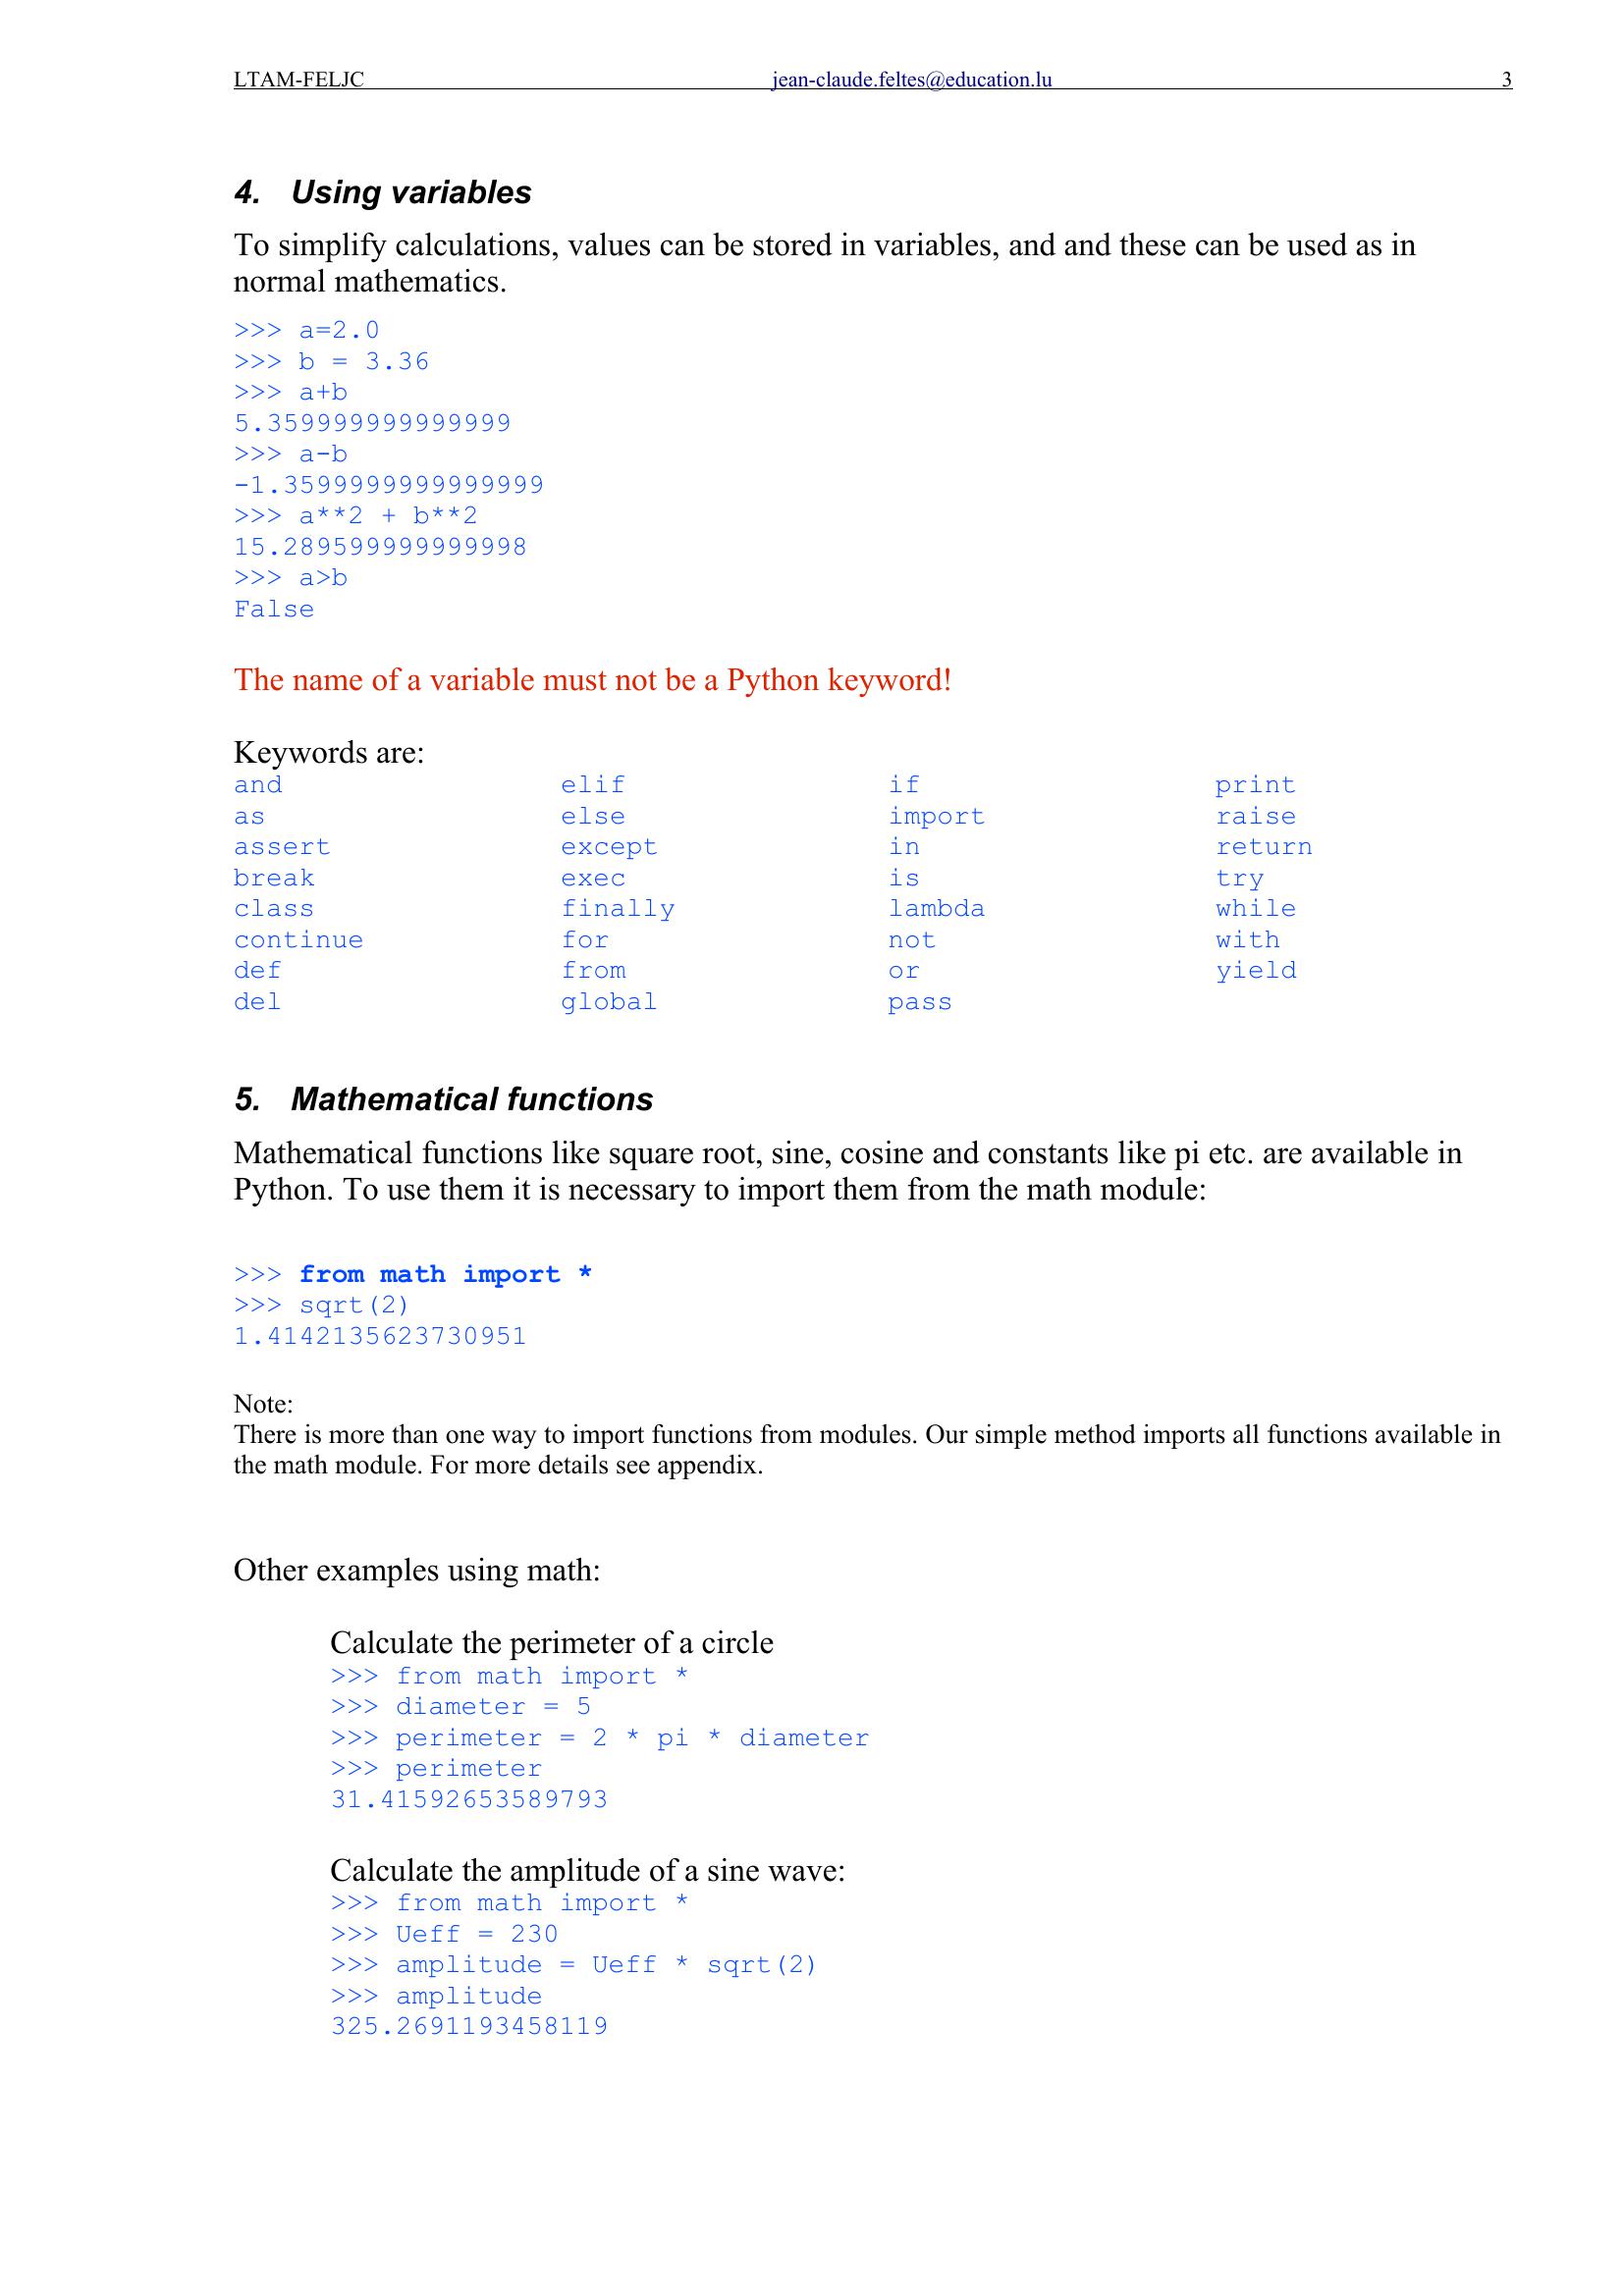 LTAM-FELJC jean-claude.feltes@education.lu 3
4. Using variables
To simplify calculations, values can be stored in variables, and and these can be used as in
normal mathematics.
>>> a=2.0
>>> b = 3.36
>>> a+b
5.359999999999999
>>> a-b
-1.3599999999999999
>>> a**2 + b**2
15.289599999999998
>>> a>b
False
The name of a variable must not be a Python keyword!
Keywords are:
and elif if print
as else import raise
assert except in return
break exec is try
class finally lambda while
continue for not with
def from or yield
del global pass
5. Mathematical functions
Mathematical functions like square root, sine, cosine and constants like pi etc. are available in
Python. To use them it is necessary to import them from the math module:
>>> from math import *
>>> sqrt(2)
1.4142135623730951
Note:
There is more than one way to import functions from modules. Our simple method imports all functions available in
the math module. For more details see appendix.
Other examples using math:
Calculate the perimeter of a circle
>>> from math import *
>>> diameter = 5
>>> perimeter = 2 * pi * diameter
>>> perimeter
31.41592653589793
Calculate the amplitude of a sine wave:
>>> from math import *
>>> Ueff = 230
>>> amplitude = Ueff * sqrt(2)
>>> amplitude
325.2691193458119